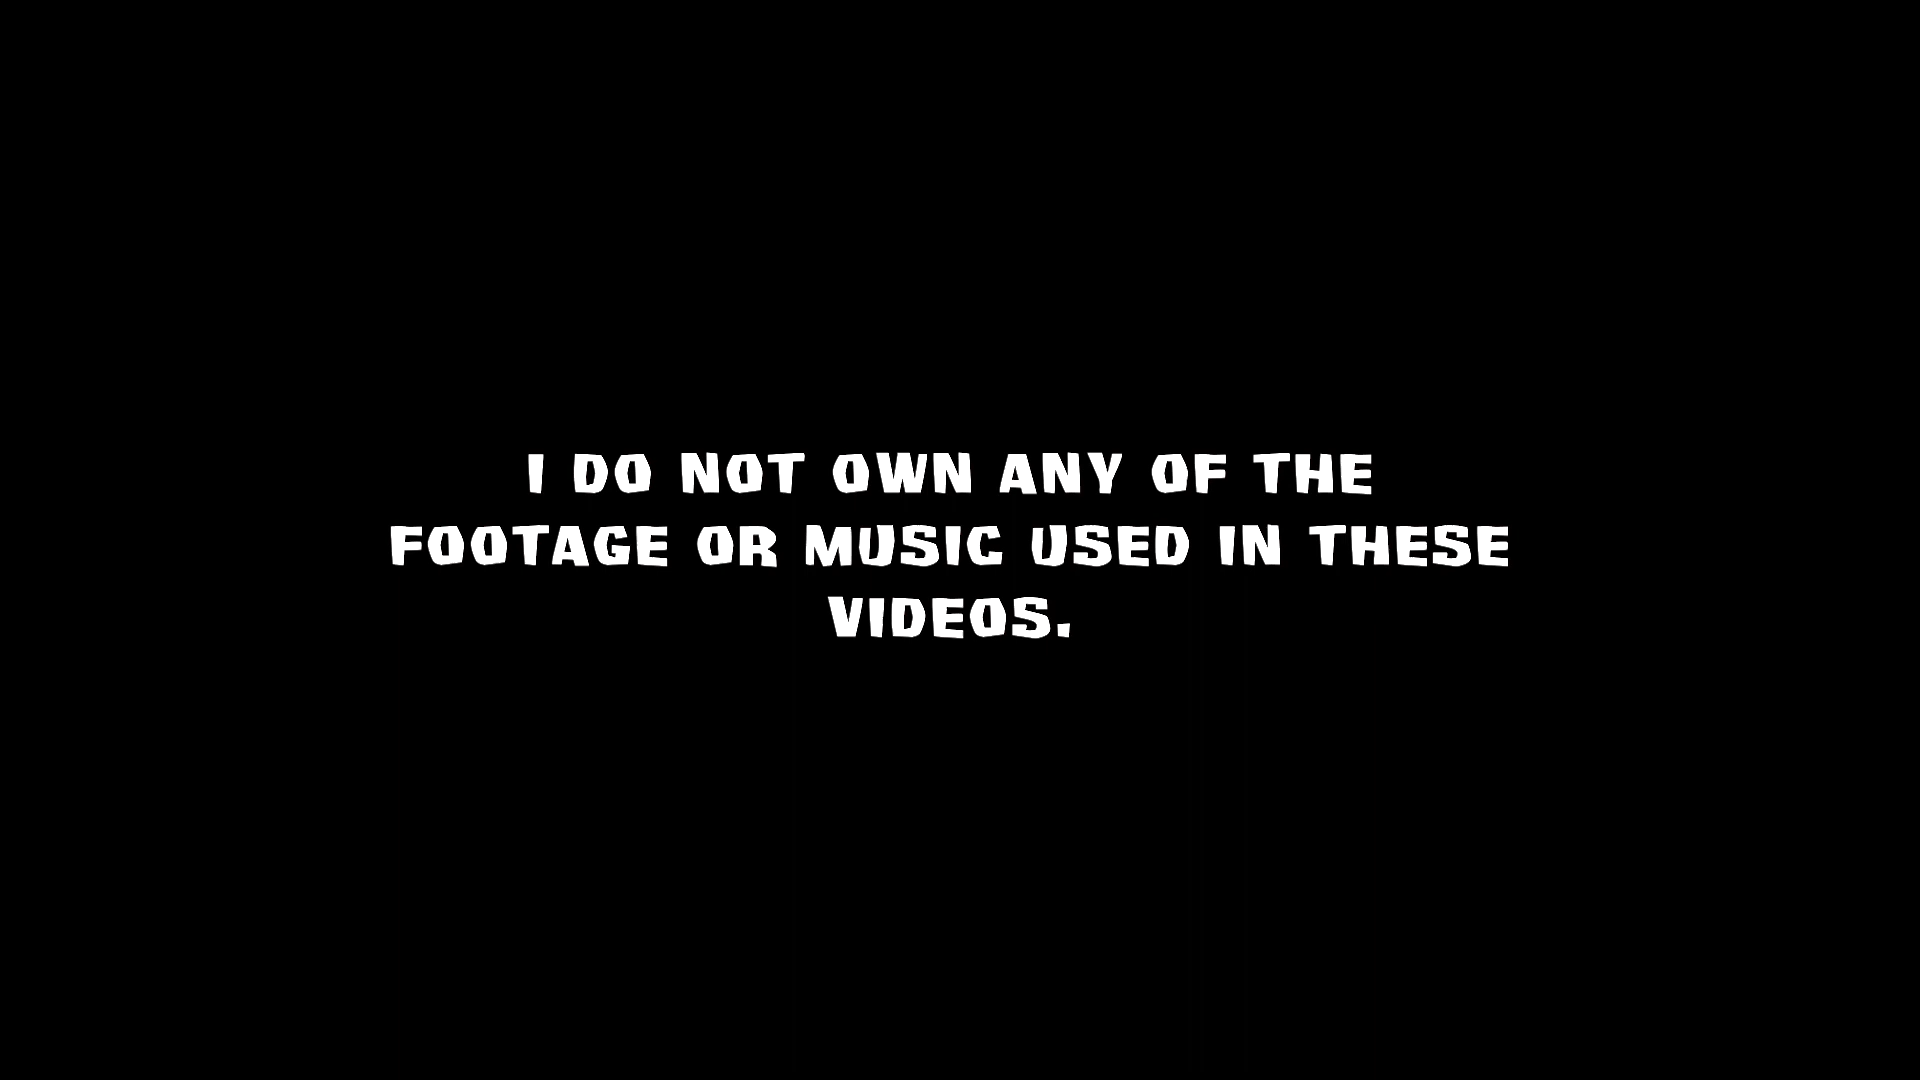 I DO NOT OWN ANY OF THE
FOOTAGE OR MUSIC USED IN THESE
VIDEOS.